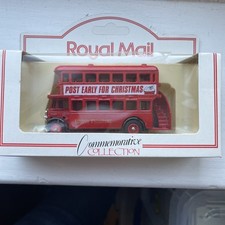 Royal Mail
POST EARLY FOR CHRISTMAS
Commemorative
COLLECTION